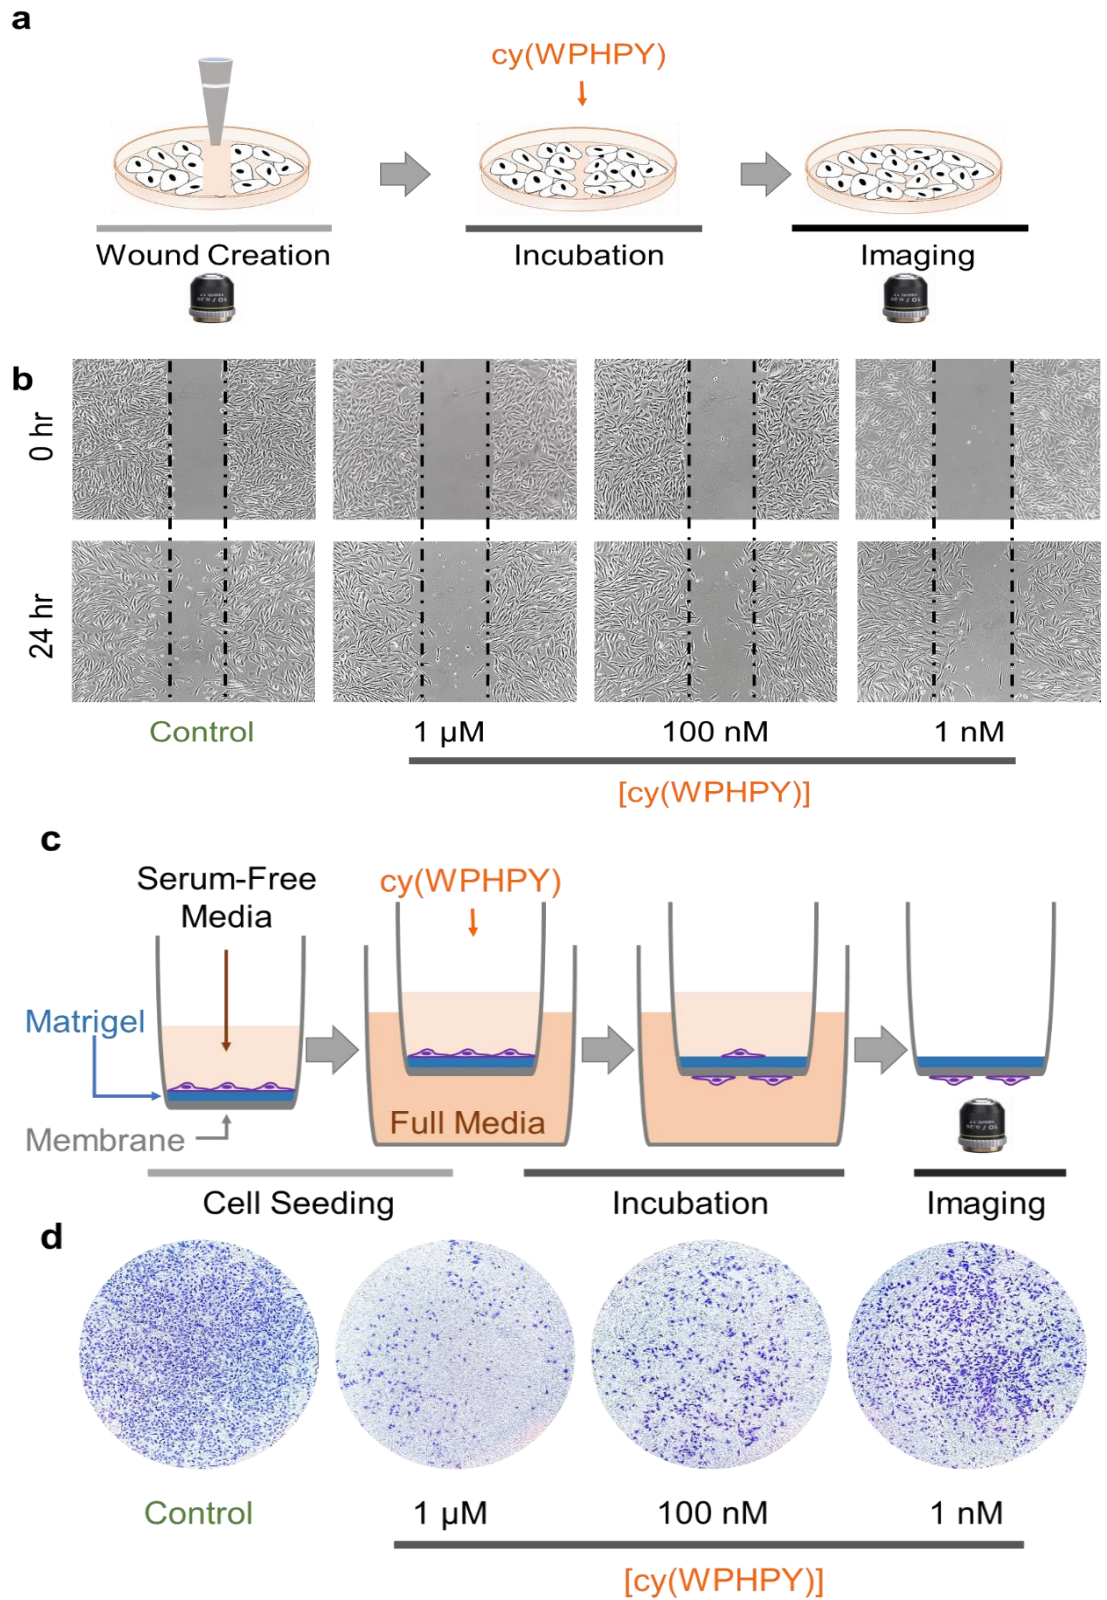 a
cy(WPHPY)
Wound Creation
Incubation
Imaging
b
0 hr
24 hr
Control
1 µM
100 nM
1 nM
[cy(WPHPY)]
c
Serum-Free
Media
cy(WPHPY)
Matrigel
Membrane
Full Media
Cell Seeding
Incubation
Imaging
d
Control
1 µM
100 nM
1 nM
[cy(WPHPY)]